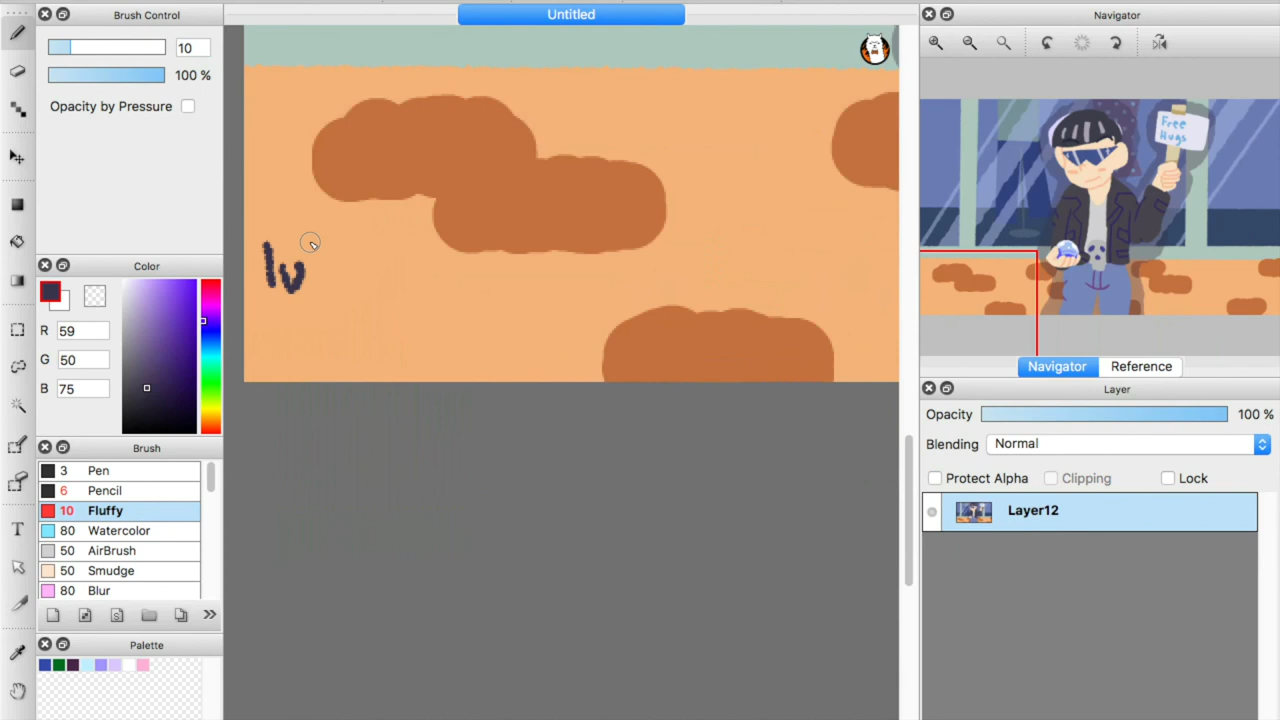 Untitled
Brush Control
10
100 %
Opacity by Pressure
Color
R 59
G 50
B 75
Brush
3 Pen
6 Pencil
10 Fluffy
80 Watercolor
50 AirBrush
50 Smudge
80 Blur
Palette
T
S
lv
Navigator
Free
Hugs
Navigator Reference
Layer
Opacity 100 %
Blending Normal
Protect Alpha Clipping Lock
Layer12